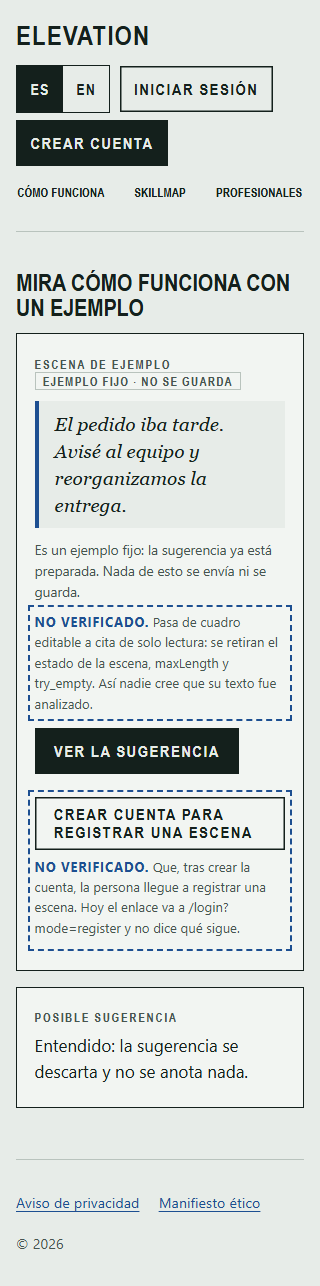 ELEVATION
ES EN INICIAR SESIÓN
CREAR CUENTA
CÓMO FUNCIONA SKILLMAP PROFESIONALES
MIRA CÓMO FUNCIONA CON
UN EJEMPLO
ESCENA DE EJEMPLO
EJEMPLO FIJO · NO SE GUARDA
El pedido iba tarde.
Avisé al equipo y
reorganizamos la
entrega.
Es un ejemplo fijo: la sugerencia ya está
preparada. Nada de esto se envía ni se
guarda.
NO VERIFICADO. Pasa de cuadro
editable a cita de solo lectura: se retiran el
estado de la escena, maxLength y
try_empty. Así nadie cree que su texto fue
analizado.
VER LA SUGERENCIA
CREAR CUENTA PARA
REGISTRAR UNA ESCENA
NO VERIFICADO. Que, tras crear la
cuenta, la persona llegue a registrar una
escena. Hoy el enlace va a /login?
mode=register y no dice qué sigue.
POSIBLE SUGERENCIA
Entendido: la sugerencia se
descarta y no se anota nada.
Aviso de privacidad Manifiesto ético
© 2026